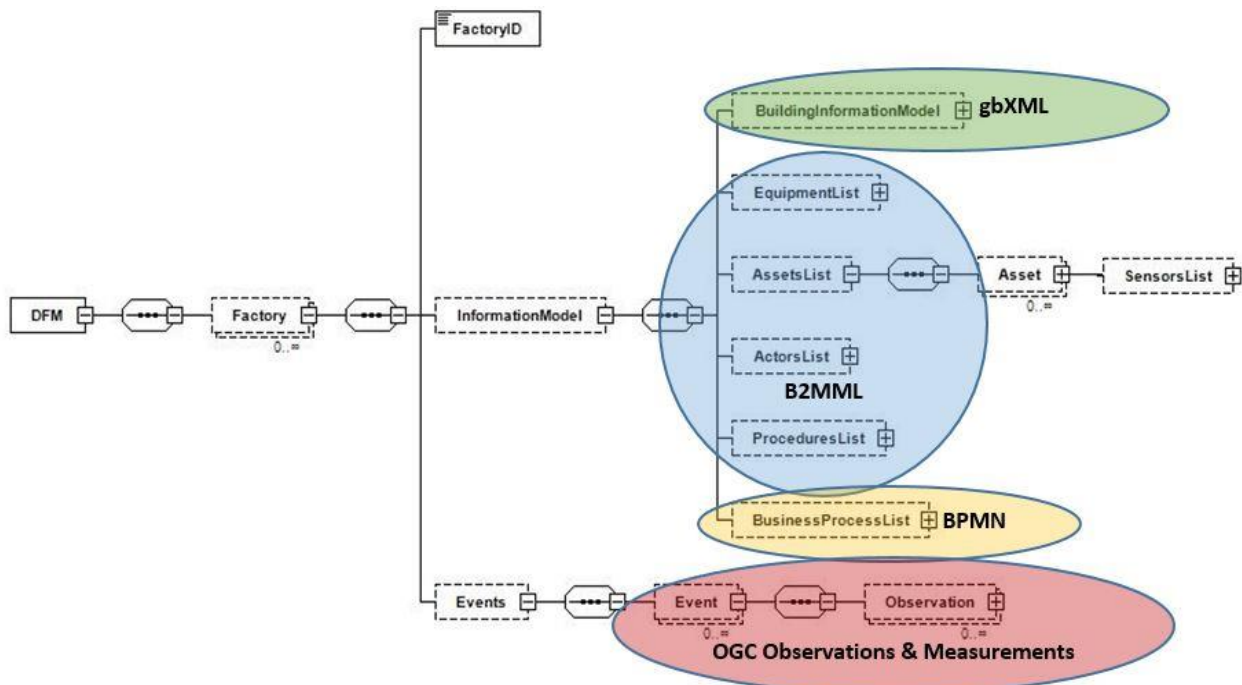 FactoryID
BuildingInformationModel
gbXML
EquipmentList
AssetsList
Asset
0..∞
SensorsList
DFM
Factory
0..∞
InformationModel
ActorsList
B2MML
ProceduresList
BusinessProcessList
BPMN
Events
Event
0..∞
Observation
0..∞
OGC Observations & Measurements